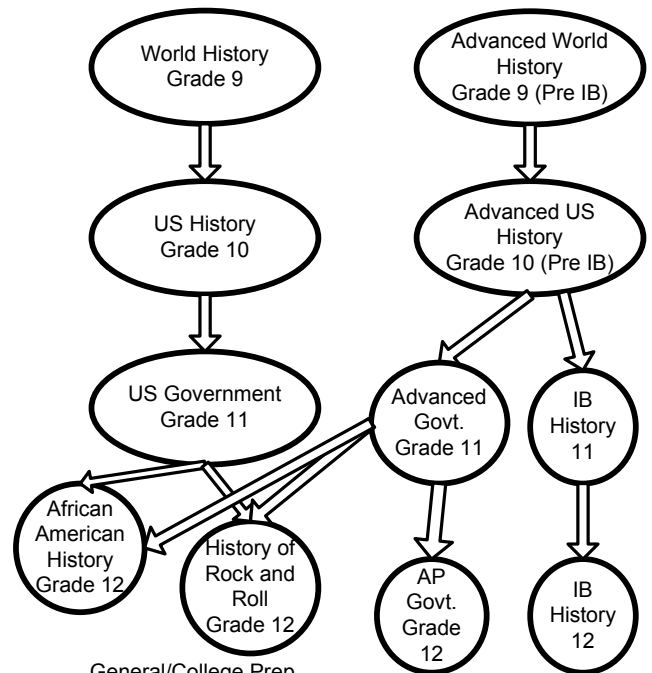 World History
Grade 9
Advanced World
History
Grade 9 (Pre IB)
US History
Grade 10
Advanced US
History
Grade 10 (Pre IB)
US Government
Grade 11
Advanced
Govt.
Grade 11
IB
History
11
African
American
History
Grade 12
History of
Rock and
Roll
Grade 12
AP
Govt.
Grade
12
IB
History
12
General/College Prep